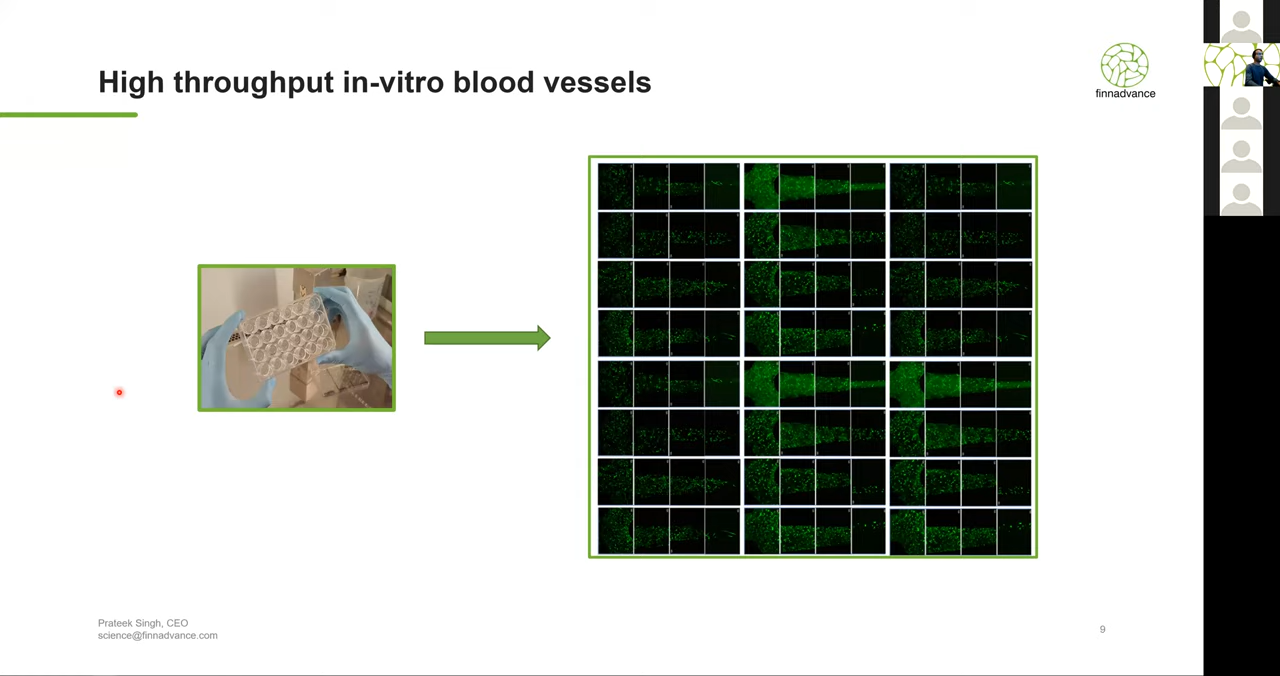 High throughput in-vitro blood vessels
finnadvance
Prateek Singh, CEO
science@finnadvance.com
9